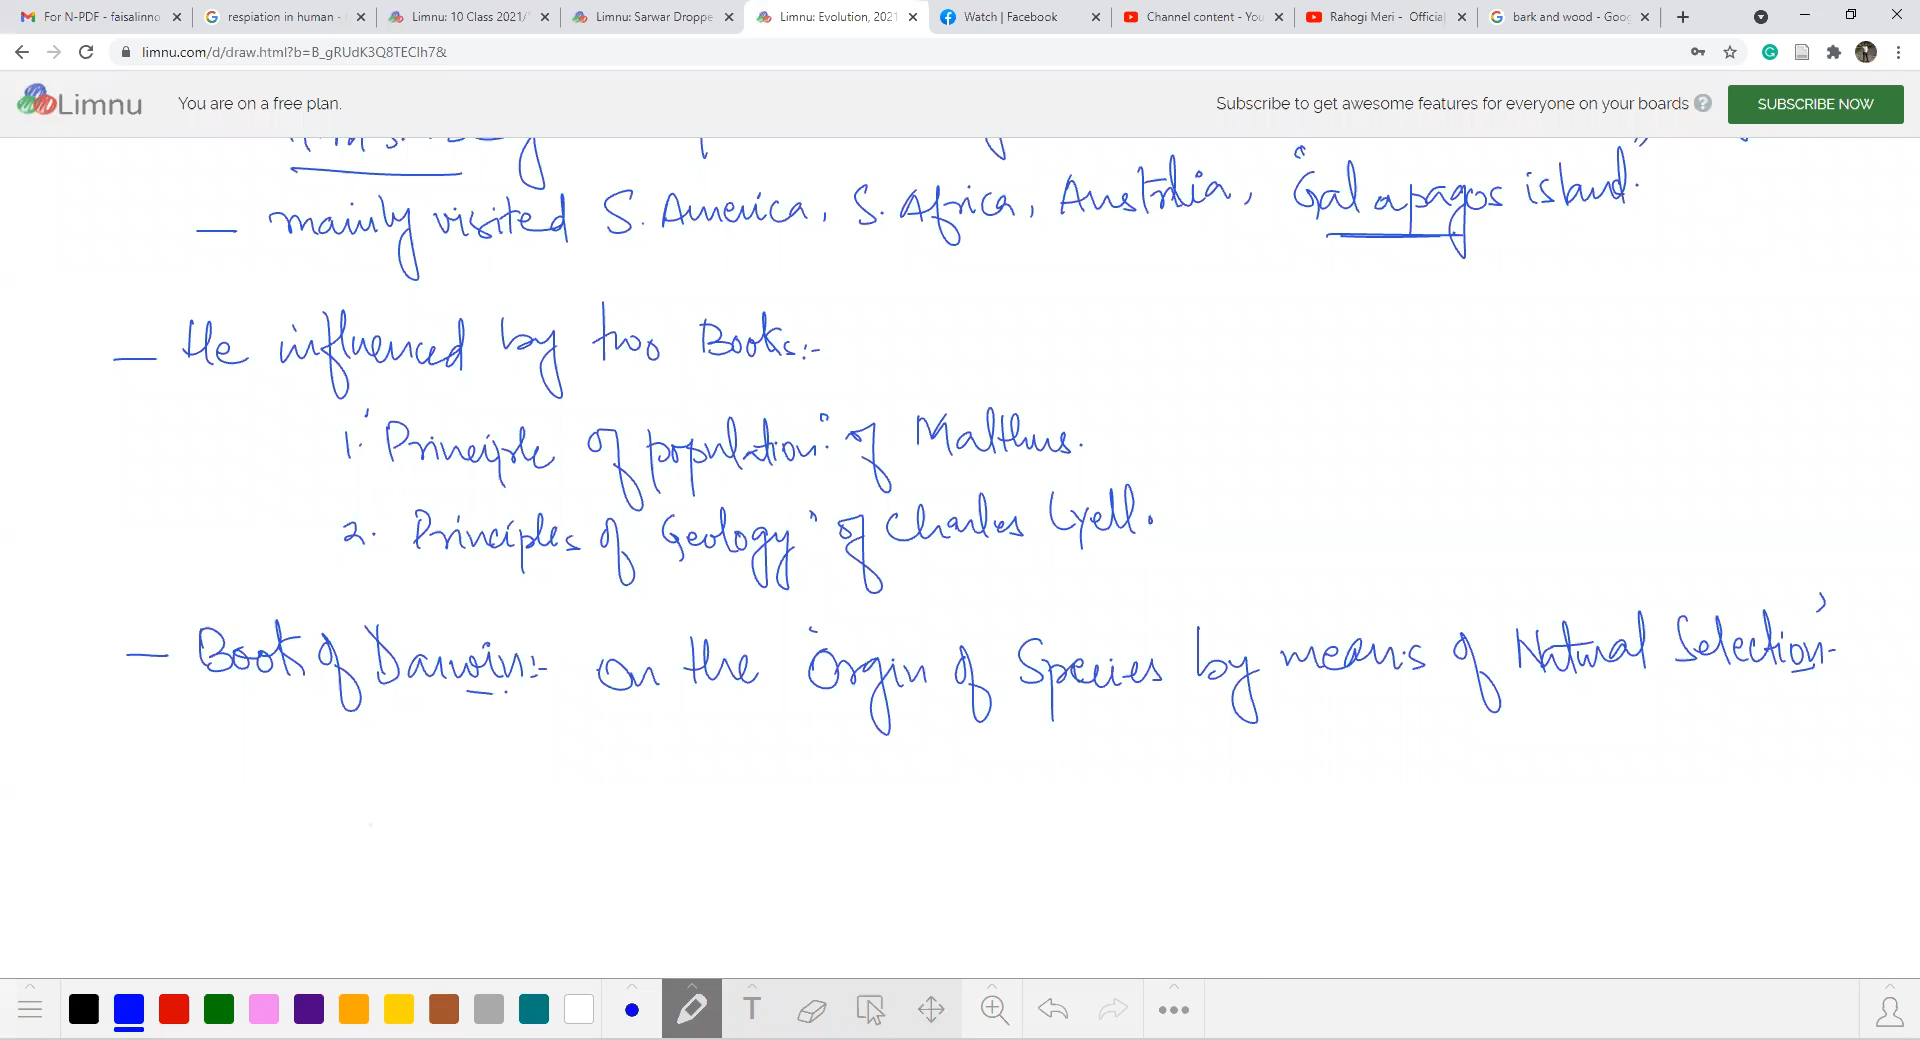 For N-PDF - faisalinno
respiation in human -
Limnu: 10 Class 2021/
Limnu: Sarwar Droppe
Limnu: Evolution, 2021
Watch | Facebook
Channel content - You
Rahogi Meri - Official
bark and wood - Goog
limnu.com/d/draw.html?b=B_gRUdK3Q8TEClh7&
Limnu
You are on a free plan.
Subscribe to get awesome features for everyone on your boards ?
SUBSCRIBE NOW
— mainly visited S. America, S. Africa, Austrlia, "Galapagos island."
— He influenced by two Books:-
1. "Principle of population" of Malthus.
2. Principles of Geology" of Charles Lyell.
— Book of Darwin:- On the "Orgin of Species by means of Natural Selection"
T